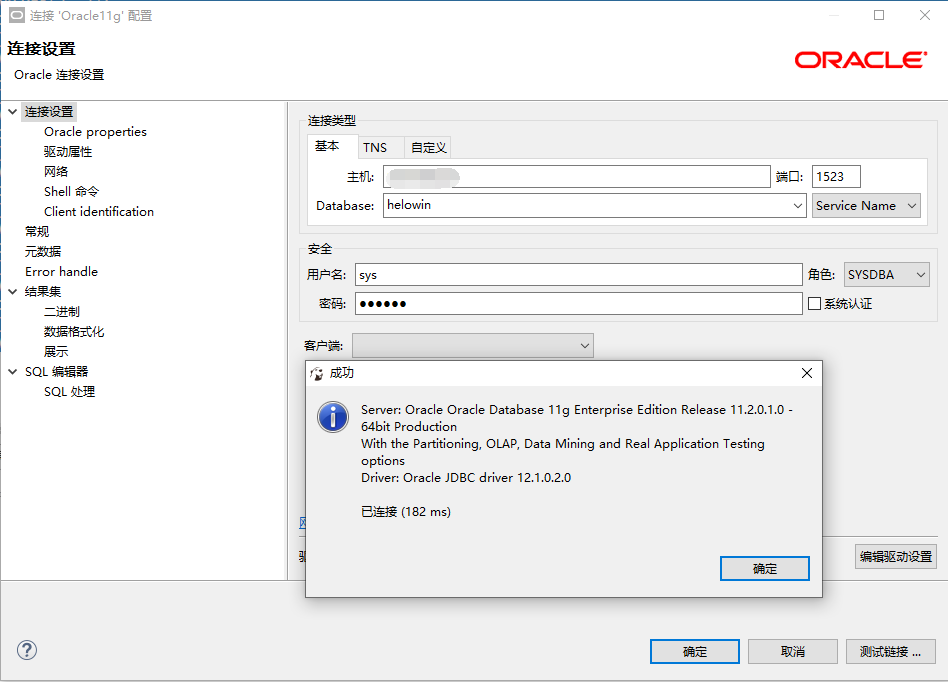 连接 'Oracle11g' 配置
连接设置
Oracle 连接设置
ORACLE
连接设置
Oracle properties
驱动属性
网络
Shell 命令
Client identification
常规
元数据
Error handle
结果集
二进制
数据格式化
展示
SQL 编辑器
SQL 处理
连接类型
基本 TNS 自定义
主机: 端口: 1523
Database: helowin Service Name
安全
用户名: sys 角色: SYSDBA
密码: ●●●●●● 系统认证
客户端:
成功
Server: Oracle Oracle Database 11g Enterprise Edition Release 11.2.0.1.0 -
64bit Production
With the Partitioning, OLAP, Data Mining and Real Application Testing
options
Driver: Oracle JDBC driver 12.1.0.2.0
已连接 (182 ms)
确定
编辑驱动设置
确定 取消 测试链接 ...